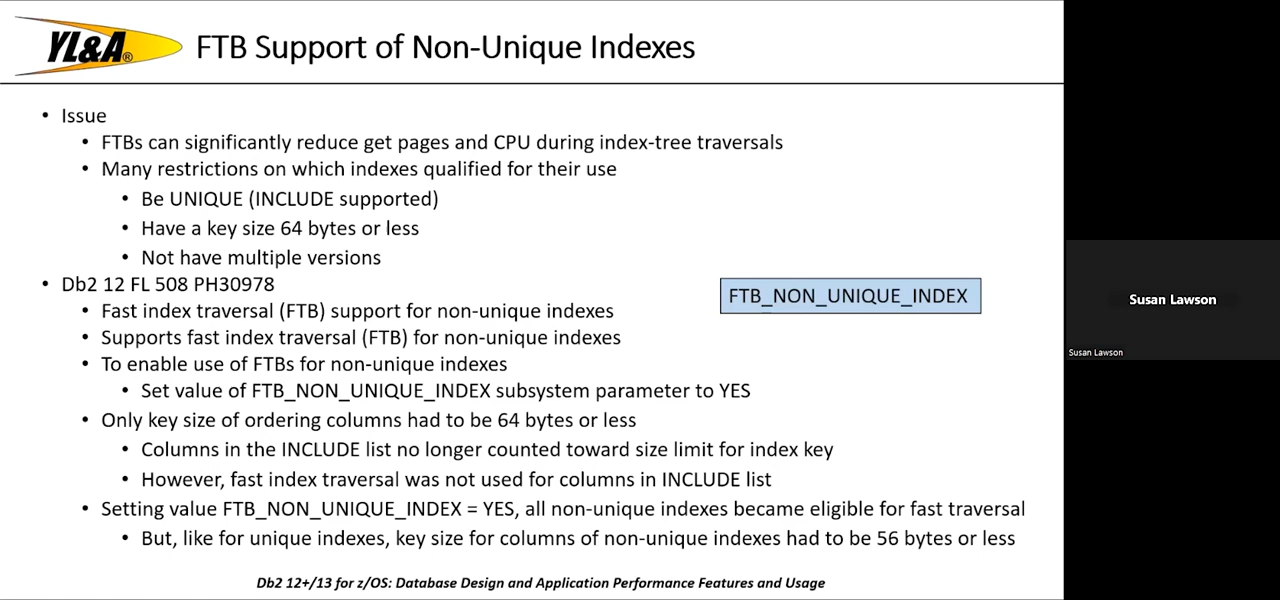 YL&A®
FTB Support of Non-Unique Indexes
• Issue
• FTBs can significantly reduce get pages and CPU during index-tree traversals
• Many restrictions on which indexes qualified for their use
• Be UNIQUE (INCLUDE supported)
• Have a key size 64 bytes or less
• Not have multiple versions
• Db2 12 FL 508 PH30978
• Fast index traversal (FTB) support for non-unique indexes
• Supports fast index traversal (FTB) for non-unique indexes
• To enable use of FTBs for non-unique indexes
• Set value of FTB_NON_UNIQUE_INDEX subsystem parameter to YES
• Only key size of ordering columns had to be 64 bytes or less
• Columns in the INCLUDE list no longer counted toward size limit for index key
• However, fast index traversal was not used for columns in INCLUDE list
• Setting value FTB_NON_UNIQUE_INDEX = YES, all non-unique indexes became eligible for fast traversal
• But, like for unique indexes, key size for columns of non-unique indexes had to be 56 bytes or less
FTB_NON_UNIQUE_INDEX
Db2 12+/13 for z/OS: Database Design and Application Performance Features and Usage
Susan Lawson
Susan Lawson